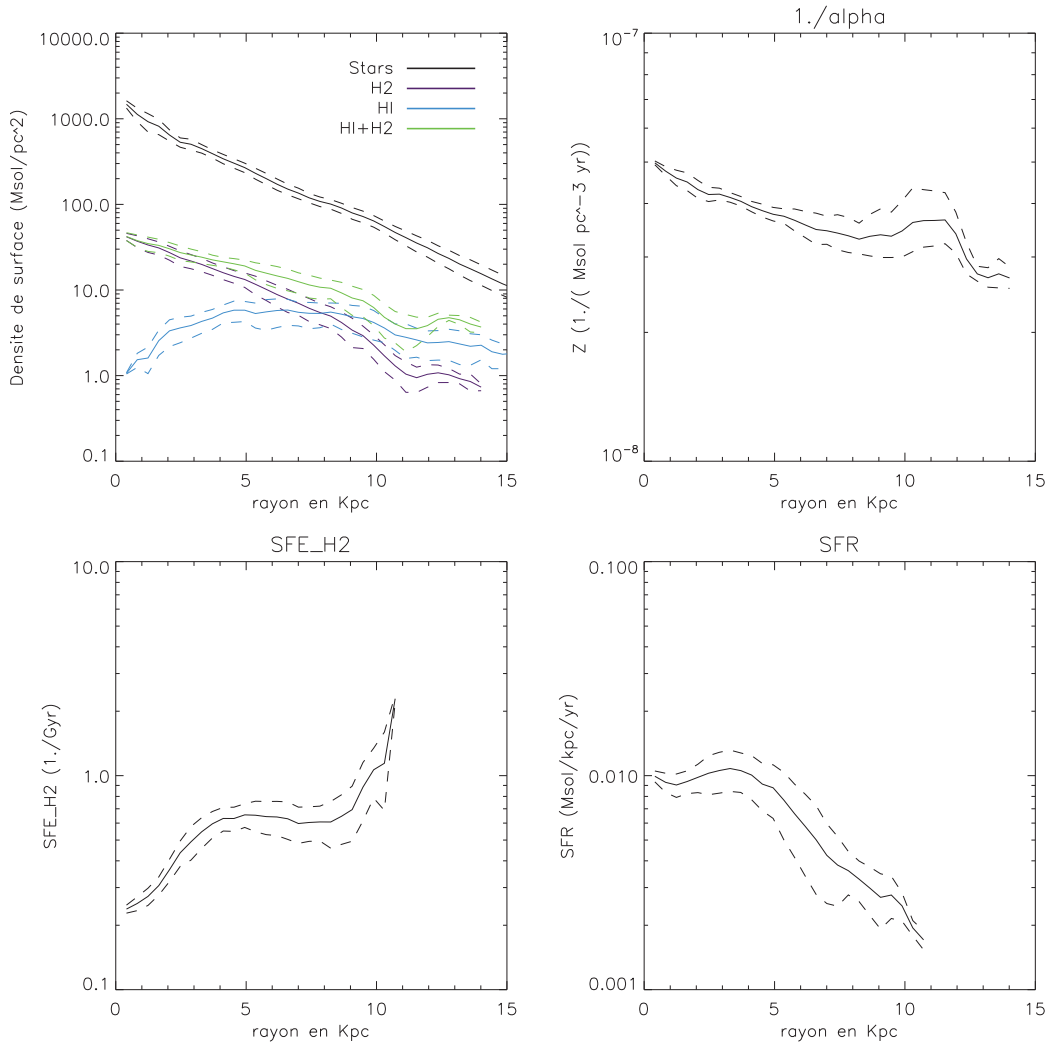 10000.0
1000.0
100.0
10.0
1.0
0.1
Densite de surface (Msol/pc^2)
Stars
H2
HI
HI+H2
0 5 10 15
rayon en Kpc
1./alpha
10-7
10-8
Z (1./( Msol pc^-3 yr))
0 5 10 15
rayon en Kpc
SFE_H2
10.0
1.0
0.1
SFE_H2 (1./Gyr)
0 5 10 15
rayon en Kpc
SFR
0.100
0.010
0.001
SFR (Msol/kpc/yr)
0 5 10 15
rayon en Kpc